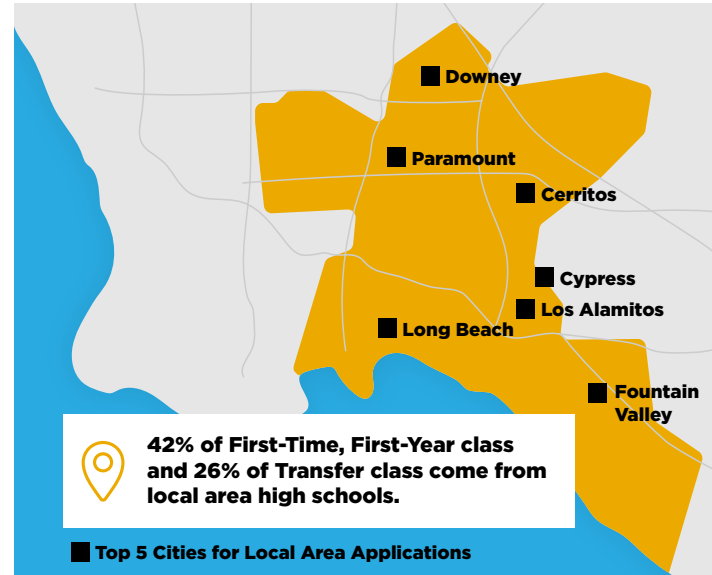 Downey
Paramount
Cerritos
Cypress
Los Alamitos
Long Beach
Fountain
Valley
42% of First-Time, First-Year class
and 26% of Transfer class come from
local area high schools.
Top 5 Cities for Local Area Applications